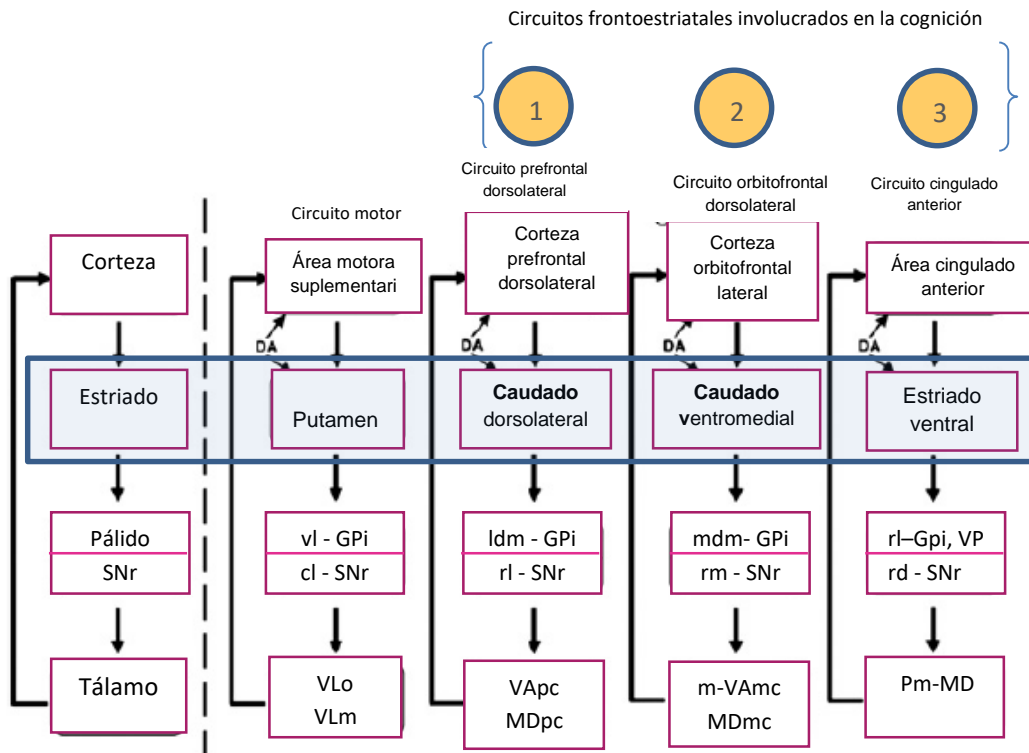 Circuitos frontoestriatales involucrados en la cognición
1
2
3
Circuito prefrontal
dorsolateral
Circuito orbitofrontal
dorsolateral
Circuito cingulado
anterior
Circuito motor
Corteza
Área motora
suplementari
Corteza
prefrontal
dorsolateral
Corteza
orbitofrontal
lateral
Área cingulado
anterior
DA
DA
DA
DA
Estriado
Putamen
Caudado
dorsolateral
Caudado
ventromedial
Estriado
ventral
Pálido
SNr
vl - GPi
cl - SNr
ldm - GPi
rl - SNr
mdm- GPi
rm - SNr
rl–Gpi, VP
rd - SNr
Tálamo
VLo
VLm
VApc
MDpc
m-VAmc
MDmc
Pm-MD